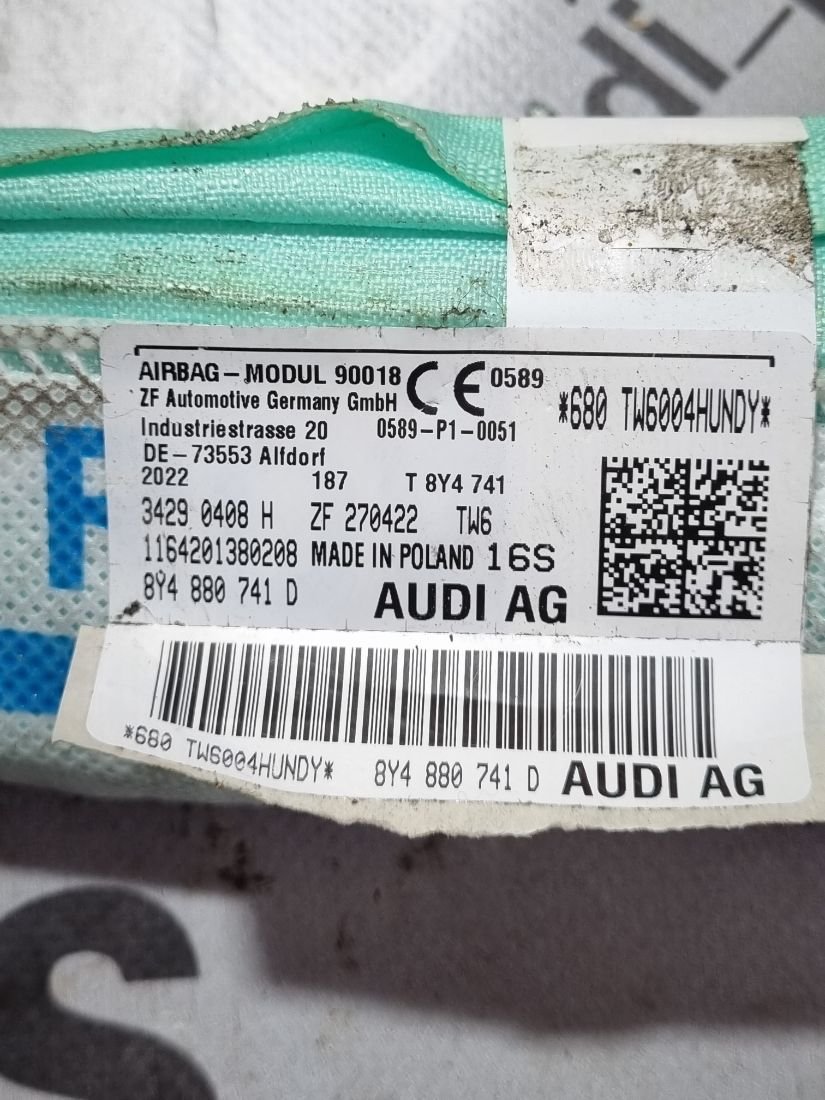 AIRBAG-MODUL 90018 CE 0589
ZF Automotive Germany GmbH
*680 TW6004HUNDY*
Industriestrasse 20 0589-P1-0051
DE-73553 Alfdorf
2022 187 T 8Y4 741
3429 0408 H ZF 270422 TW6
1164201380208 MADE IN POLAND 16S
8Y4 880 741 D AUDI AG
*680 TW6004HUNDY* 8Y4 880 741 D AUDI AG